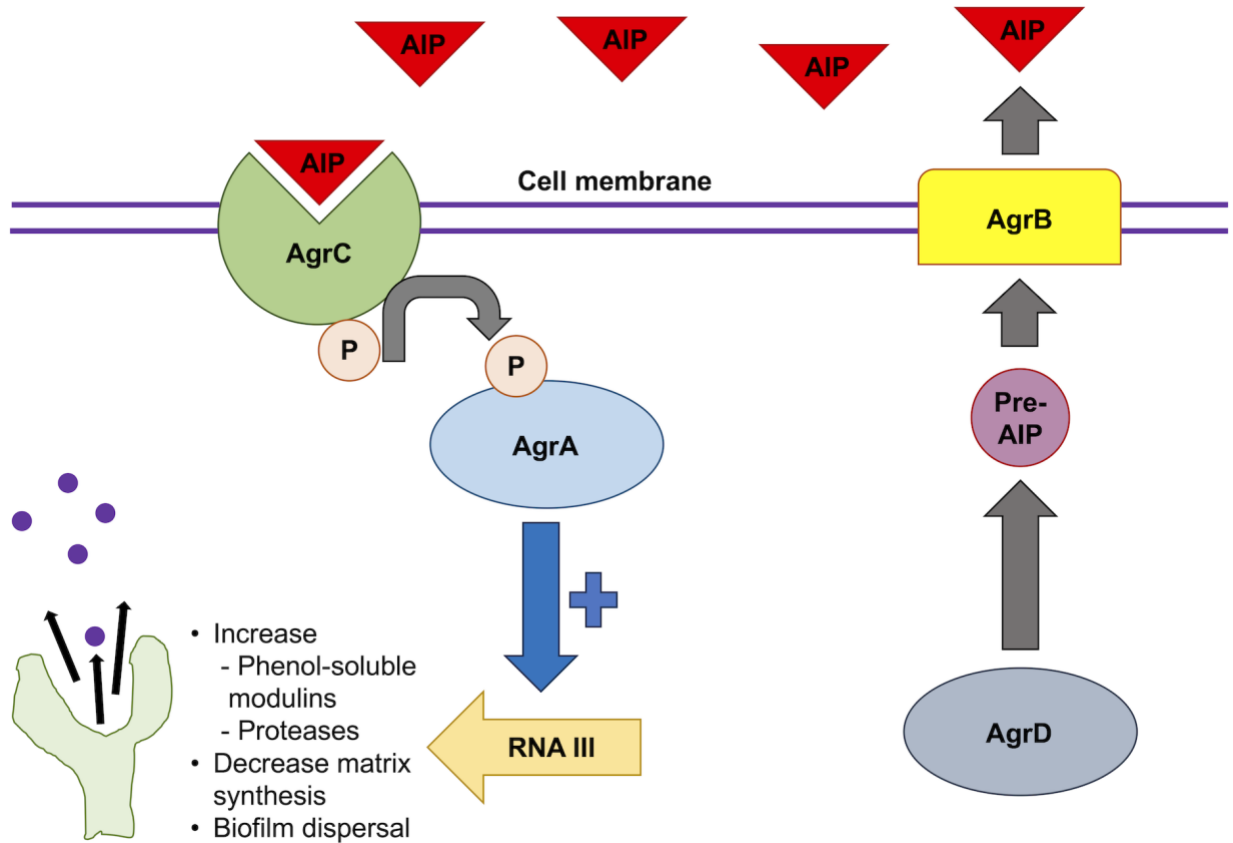 AIP
AIP
AIP
AIP
AIP
Cell membrane
AgrC
AgrB
P
P
Pre-
AIP
AgrA
• Increase
- Phenol-soluble
modulins
- Proteases
• Decrease matrix
synthesis
• Biofilm dispersal
RNA III
AgrD